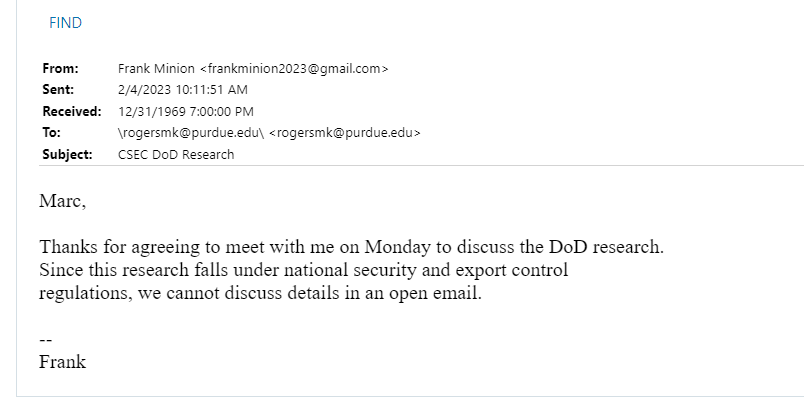 FIND
From: Frank Minion <frankminion2023@gmail.com>
Sent: 2/4/2023 10:11:51 AM
Received: 12/31/1969 7:00:00 PM
To: \rogersmk@purdue.edu\ <rogersmk@purdue.edu>
Subject: CSEC DoD Research
Marc,
Thanks for agreeing to meet with me on Monday to discuss the DoD research.
Since this research falls under national security and export control
regulations, we cannot discuss details in an open email.
--
Frank